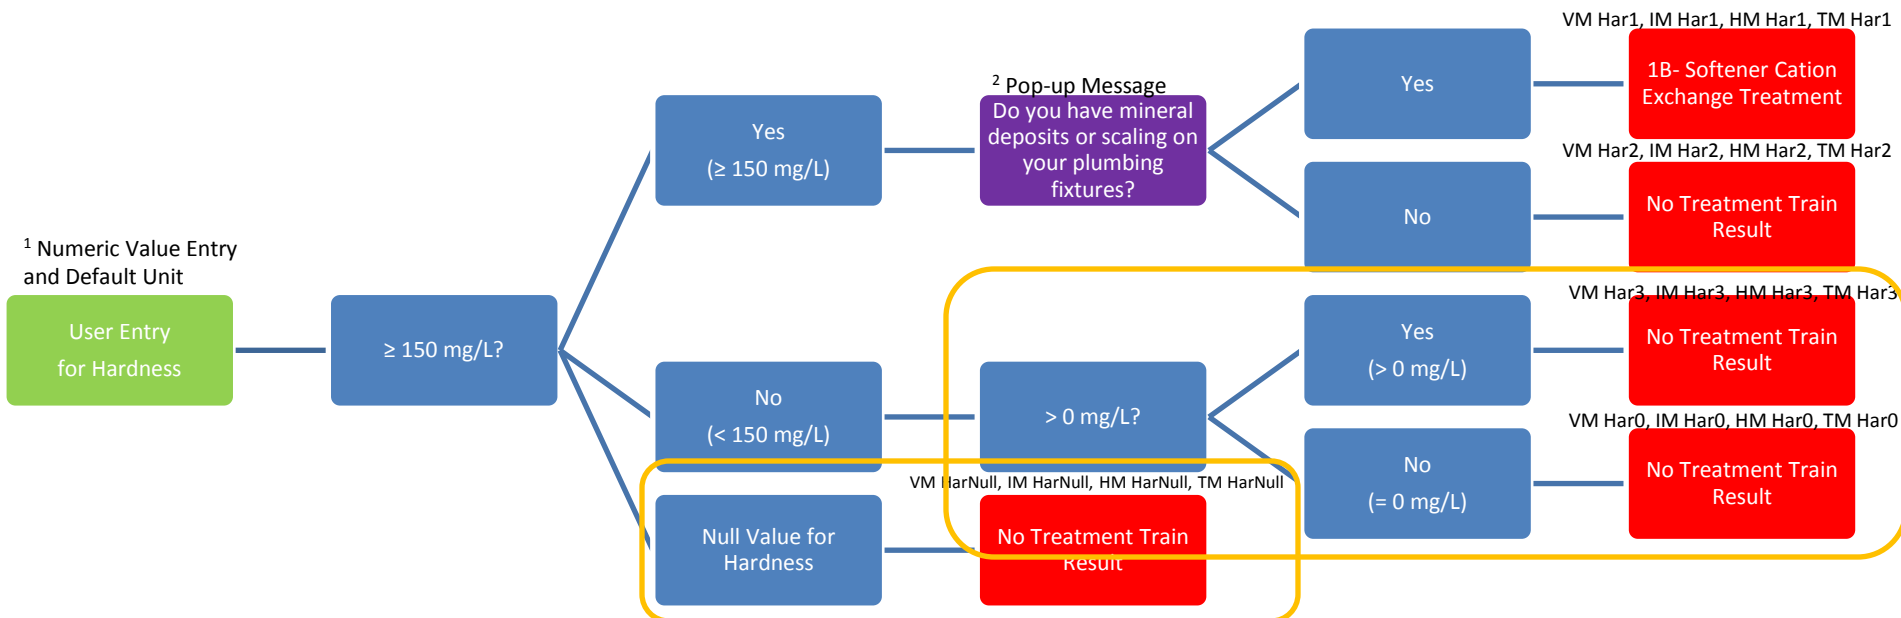 VM Har1, IM Har1, HM Har1, TM Har1
² Pop-up Message
Yes
1B- Softener Cation
Exchange Treatment
Yes
(≥ 150 mg/L)
Do you have mineral
deposits or scaling on
your plumbing
fixtures?
VM Har2, IM Har2, HM Har2, TM Har2
No
No Treatment Train
Result
¹ Numeric Value Entry
and Default Unit
User Entry
for Hardness
≥ 150 mg/L?
VM Har3, IM Har3, HM Har3, TM Har3
Yes
(> 0 mg/L)
No Treatment Train
Result
No
(< 150 mg/L)
> 0 mg/L?
VM Har0, IM Har0, HM Har0, TM Har0
No
(= 0 mg/L)
No Treatment Train
Result
VM HarNull, IM HarNull, HM HarNull, TM HarNull
Null Value for
Hardness
No Treatment Train
Result